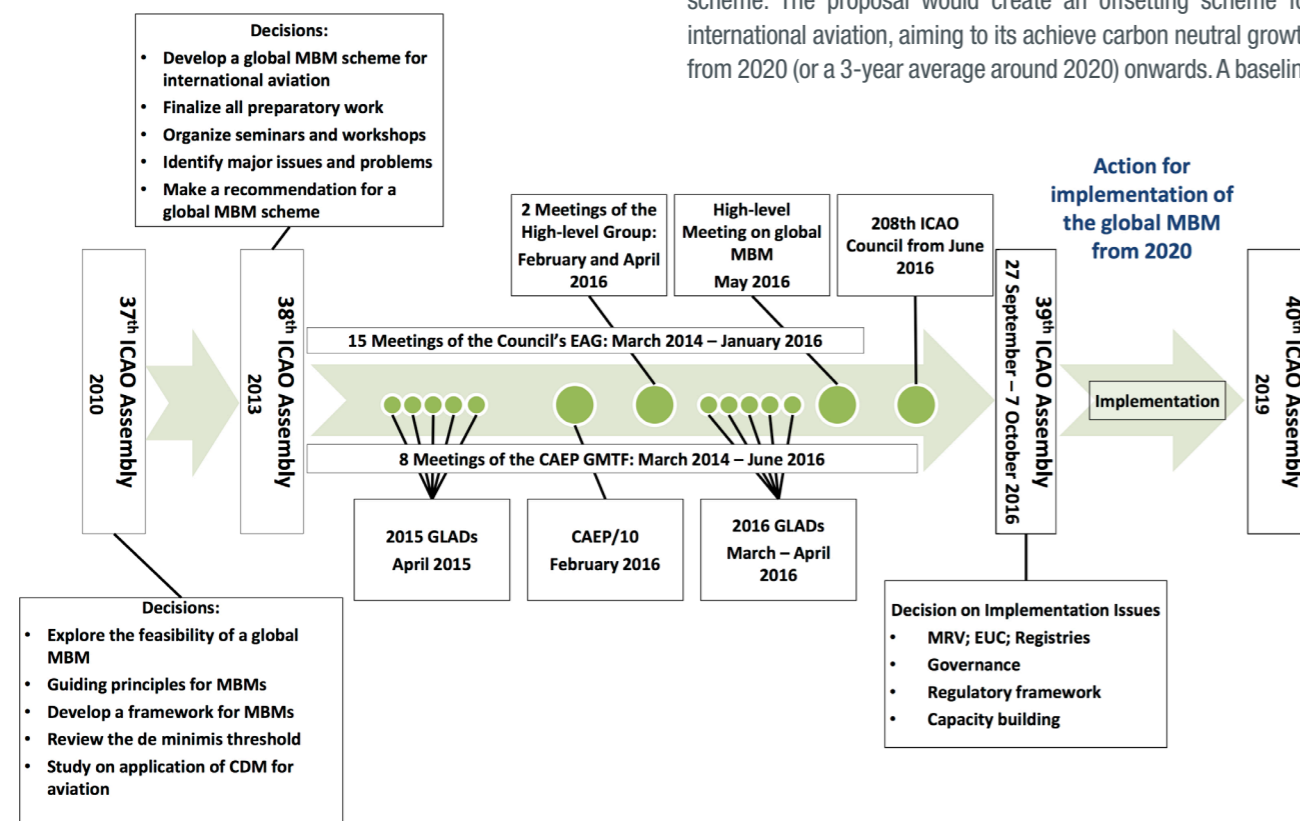 scheme. The proposal would create an offsetting scheme
international aviation, aiming to its achieve carbon neutral growt
from 2020 (or a 3-year average around 2020) onwards. A baselin
Decisions:
• Develop a global MBM scheme for
international aviation
• Finalize all preparatory work
• Organize seminars and workshops
• Identify major issues and problems
• Make a recommendation for a
global MBM scheme
Action for
implementation of
the global MBM
from 2020
2 Meetings of the
High-level Group:
February and April
2016
High-level
Meeting on global
MBM
May 2016
208th ICAO
Council from June
2016
37th ICAO Assembly
2010
38th ICAO Assembly
2013
15 Meetings of the Council's EAG: March 2014 – January 2016
8 Meetings of the CAEP GMTF: March 2014 – June 2016
39th ICAO Assembly
27 September – 7 October 2016
Implementation
40th ICAO Assembly
2019
2015 GLADs
April 2015
CAEP/10
February 2016
2016 GLADs
March – April
2016
Decisions:
• Explore the feasibility of a global
MBM
• Guiding principles for MBMs
• Develop a framework for MBMs
• Review the de minimis threshold
• Study on application of CDM for
aviation
Decision on Implementation Issues
• MRV; EUC; Registries
• Governance
• Regulatory framework
• Capacity building